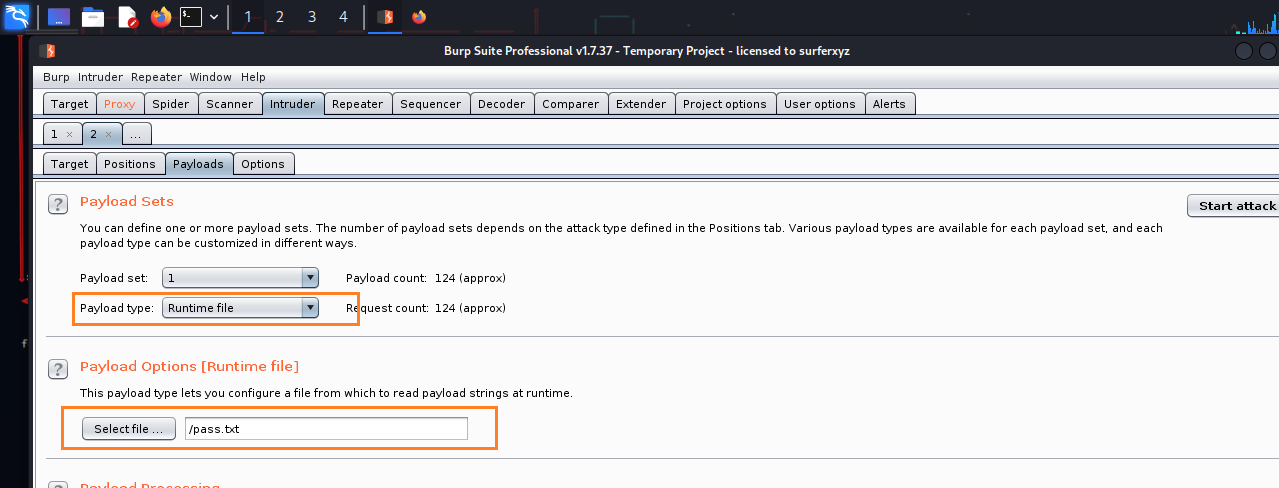 1 2 3 4
Burp Suite Professional v1.7.37 - Temporary Project - licensed to surferxyz
Burp Intruder Repeater Window Help
Target Proxy Spider Scanner Intruder Repeater Sequencer Decoder Comparer Extender Project options User options Alerts
1 × 2 × ...
Target Positions Payloads Options
? Payload Sets
Start attack
You can define one or more payload sets. The number of payload sets depends on the attack type defined in the Positions tab. Various payload types are available for each payload set, and each
payload type can be customized in different ways.
Payload set: 1 Payload count: 124 (approx)
Payload type: Runtime file Request count: 124 (approx)
? Payload Options [Runtime file]
This payload type lets you configure a file from which to read payload strings at runtime.
Select file ... /pass.txt
? Payload Processing